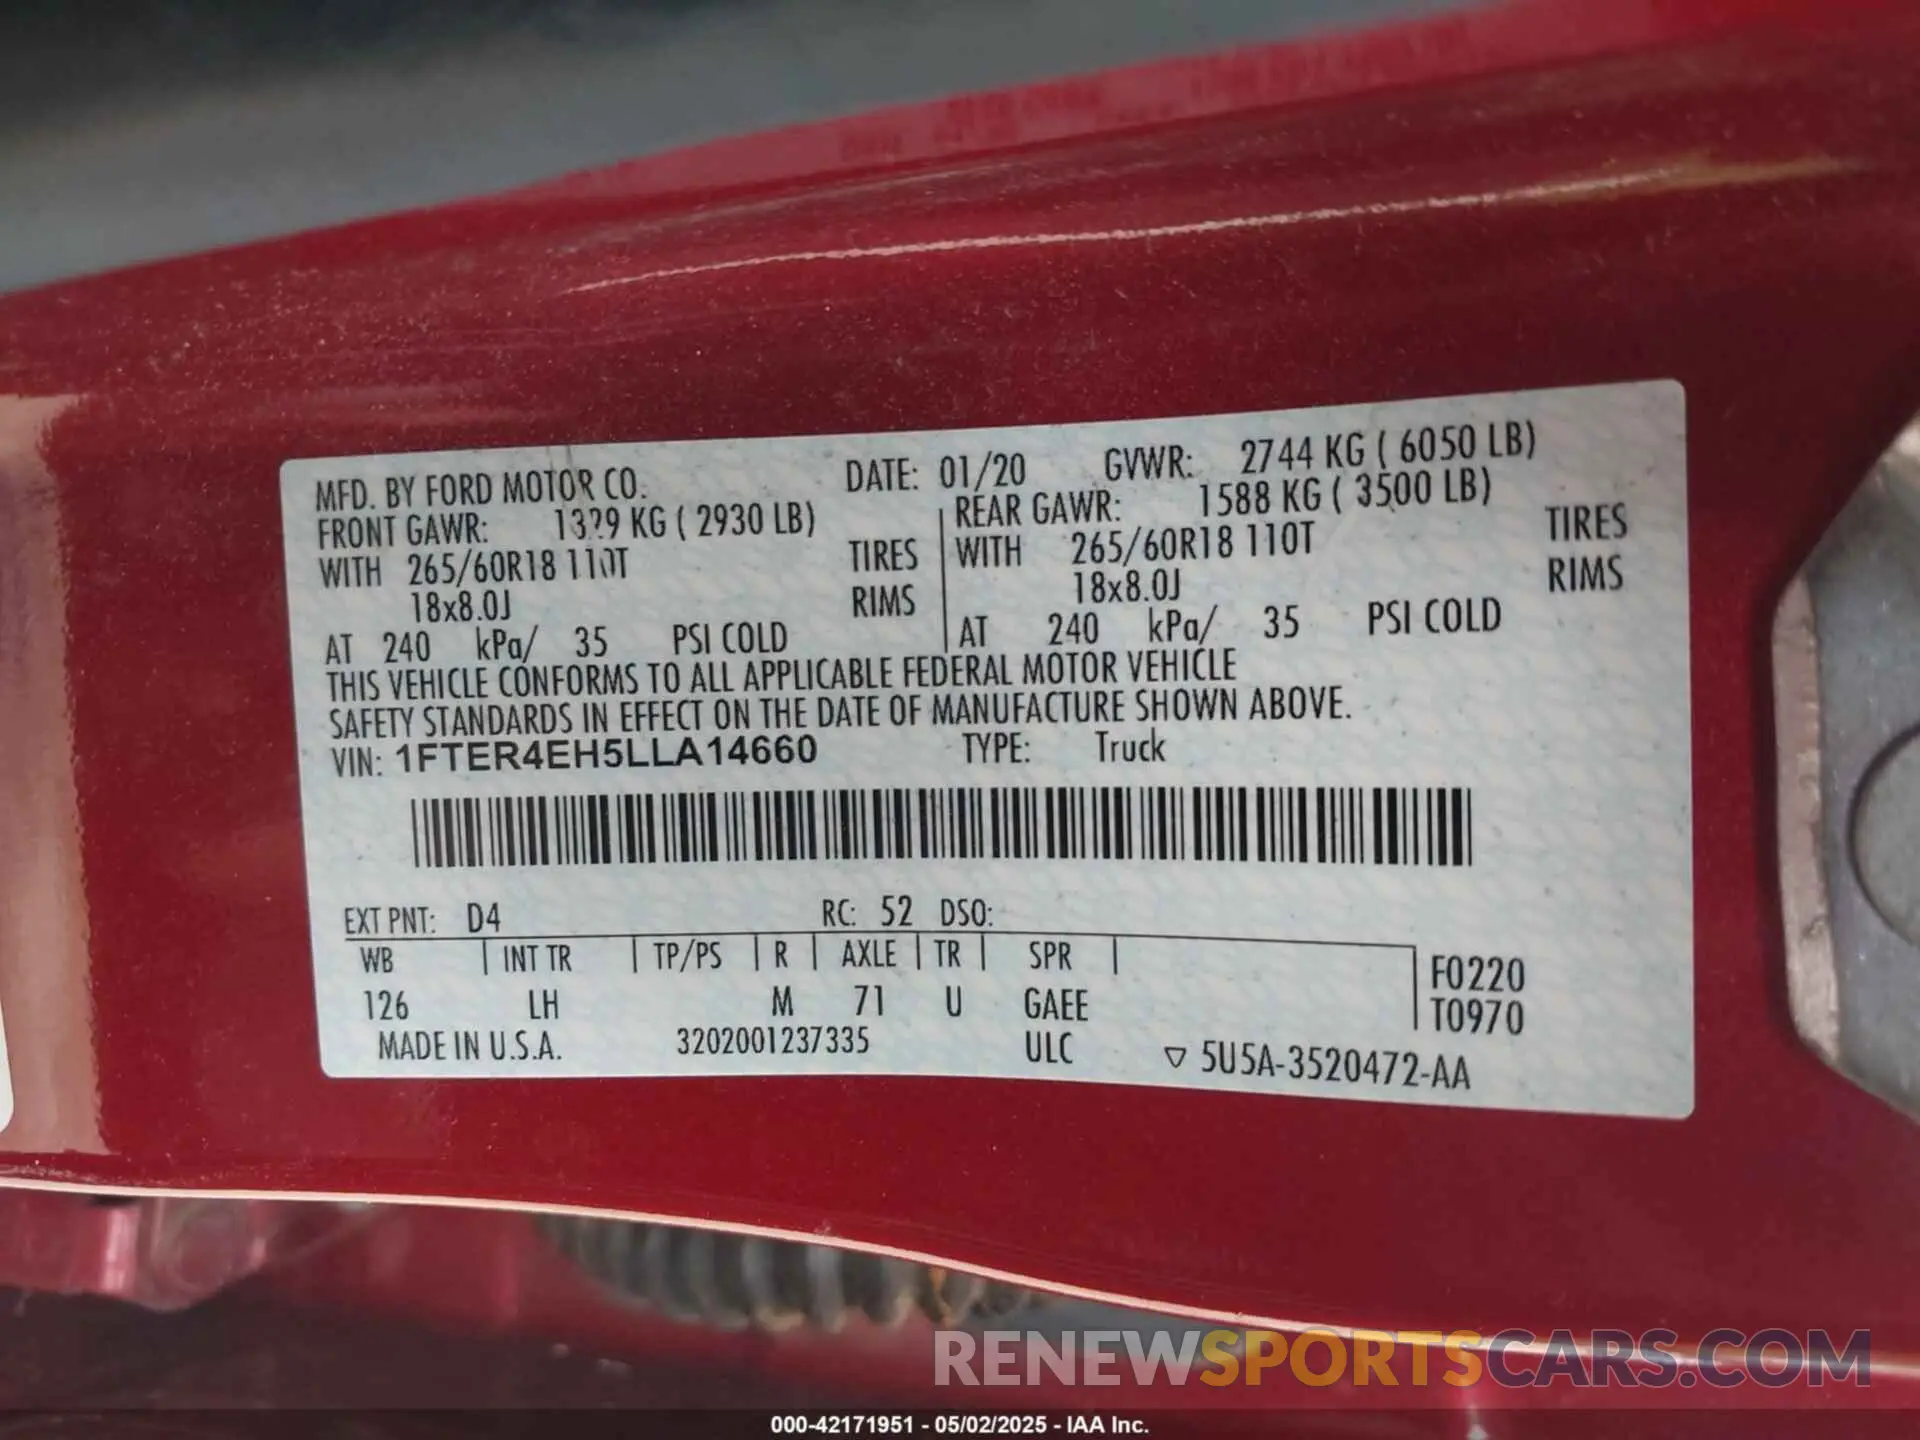 MFD. BY FORD MOTOR CO. DATE: 01/20 GVWR: 2744 KG ( 6050 LB)
FRONT GAWR: 1329 KG ( 2930 LB) REAR GAWR: 1588 KG ( 3500 LB)
WITH 265/60R18 110T TIRES WITH 265/60R18 110T TIRES
18x8.0J RIMS 18x8.0J RIMS
AT 240 kPa/ 35 PSI COLD AT 240 kPa/ 35 PSI COLD
THIS VEHICLE CONFORMS TO ALL APPLICABLE FEDERAL MOTOR VEHICLE
SAFETY STANDARDS IN EFFECT ON THE DATE OF MANUFACTURE SHOWN ABOVE.
VIN: 1FTER4EH5LLA14660 TYPE: Truck
EXT PNT: D4 RC: 52 DSO:
WB INT TR TP/PS R AXLE TR SPR F0220
126 LH M 71 U GAEE T0970
MADE IN U.S.A. 3202001237335 ULC ▽ 5U5A-3520472-AA
RENEWSPORTSCARS.COM
000-42171951 - 05/02/2025 - IAA Inc.